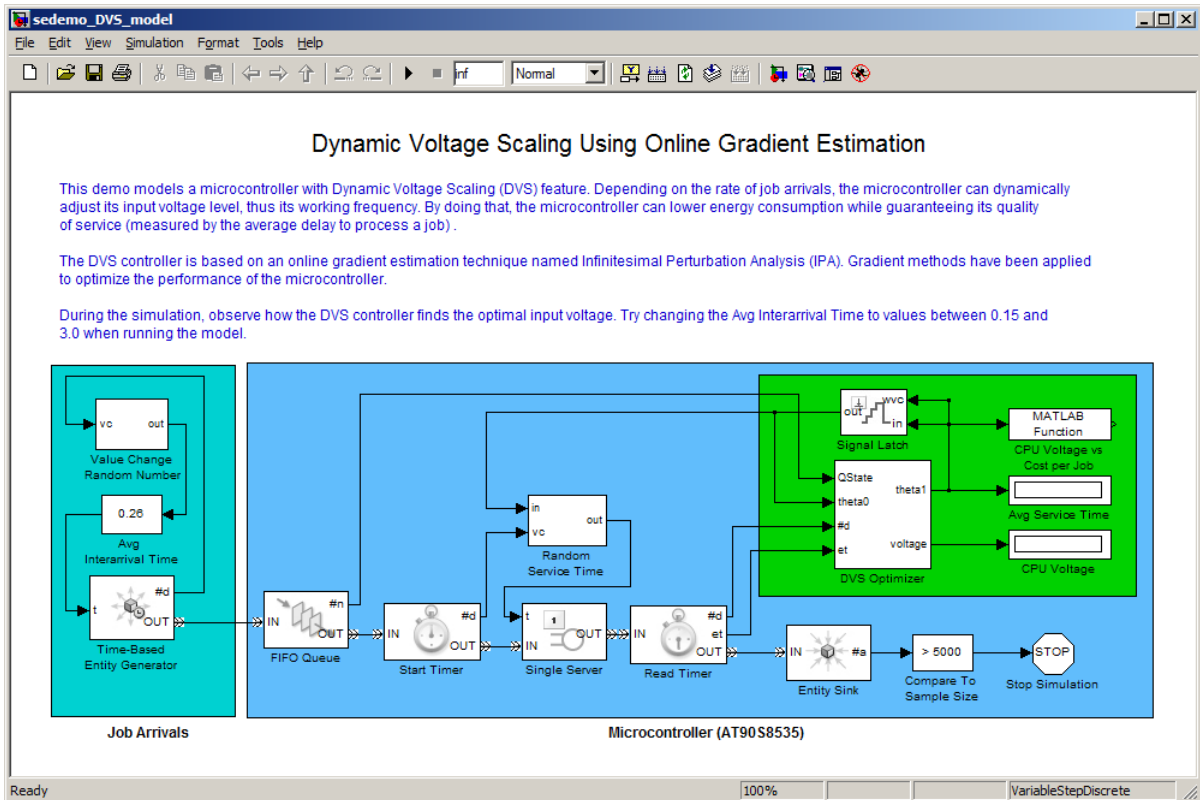 sedemo_DVS_model
File Edit View Simulation Format Tools Help
inf Normal
Dynamic Voltage Scaling Using Online Gradient Estimation
This demo models a microcontroller with Dynamic Voltage Scaling (DVS) feature. Depending on the rate of job arrivals, the microcontroller can dynamically
adjust its input voltage level, thus its working frequency. By doing that, the microcontroller can lower energy consumption while guaranteeing its quality
of service (measured by the average delay to process a job) .
The DVS controller is based on an online gradient estimation technique named Infinitesimal Perturbation Analysis (IPA). Gradient methods have been applied
to optimize the performance of the microcontroller.
During the simulation, observe how the DVS controller finds the optimal input voltage. Try changing the Avg Interarrival Time to values between 0.15 and
3.0 when running the model.
vc out
Value Change
Random Number
0.26
Avg
Interarrival Time
t #d OUT
Time-Based
Entity Generator
Job Arrivals
IN #n OUT
FIFO Queue
IN #d OUT
Start Timer
in vc out
Random
Service Time
t IN 1 OUT
Single Server
IN #d et OUT
Read Timer
out wvc in
Signal Latch
QState theta0 #d et theta1 voltage
DVS Optimizer
MATLAB
Function
CPU Voltage vs
Cost per Job
Avg Service Time
CPU Voltage
IN #a
Entity Sink
> 5000
Compare To
Sample Size
STOP
Stop Simulation
Microcontroller (AT90S8535)
Ready 100% VariableStepDiscrete